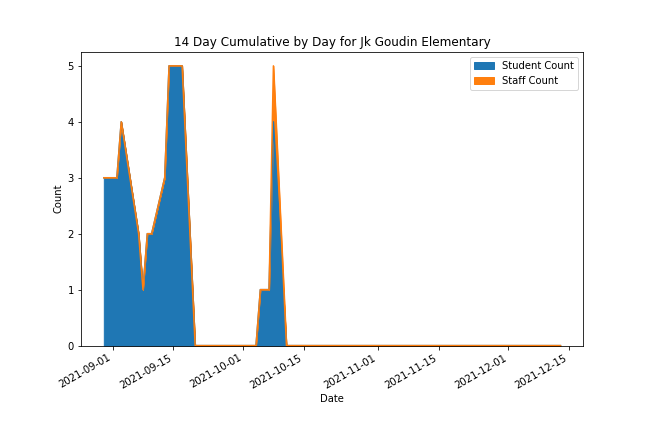 14 Day Cumulative by Day for Jk Goudin Elementary
Student Count
Staff Count
Count
5
4
3
2
1
0
2021-09-01
2021-09-15
2021-10-01
2021-10-15
2021-11-01
2021-11-15
2021-12-01
2021-12-15
Date